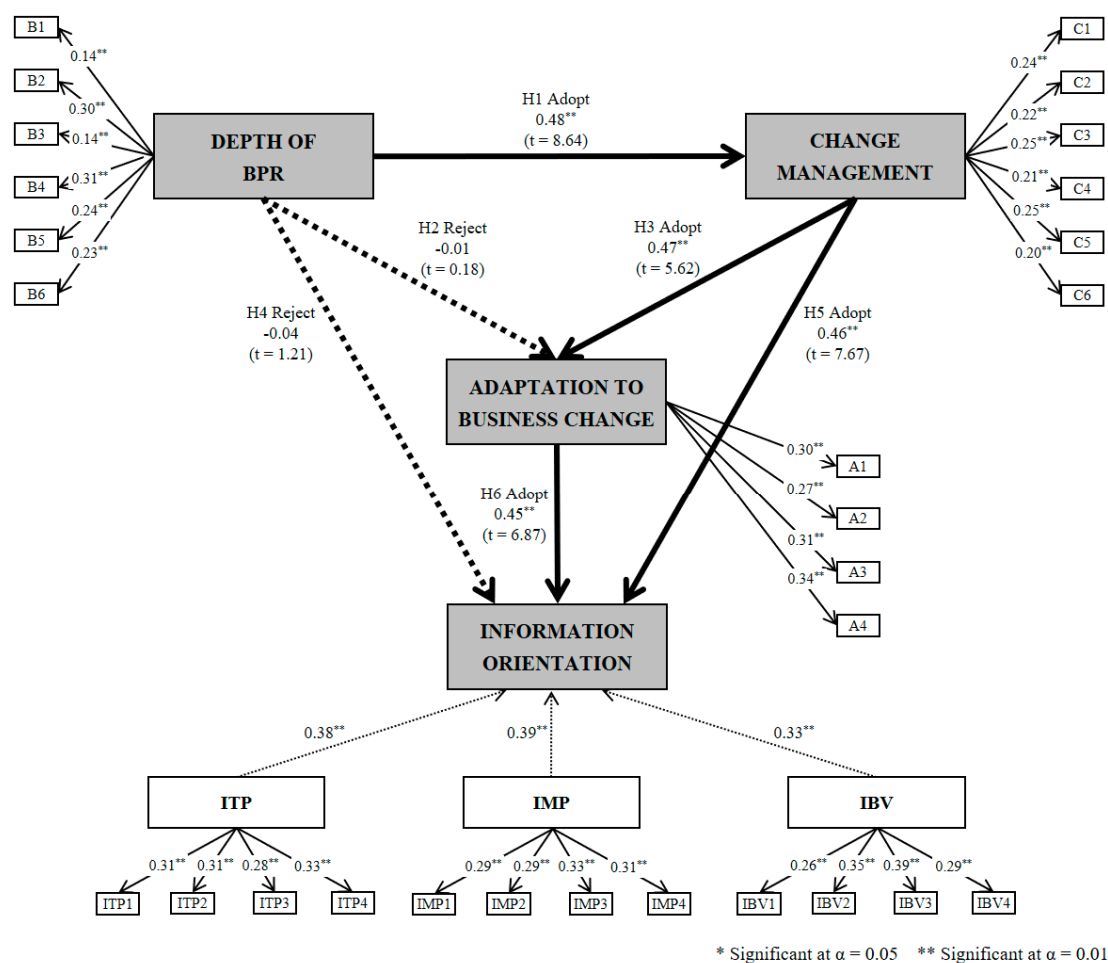 B1
0.14**
B2
0.30**
B3
0.14**
B4
0.31**
B5
0.24**
B6
0.23**
DEPTH OF
BPR
H1 Adopt
0.48**
(t = 8.64)
CHANGE
MANAGEMENT
C1
0.24**
C2
0.22**
C3
0.25**
C4
0.21**
C5
0.25**
C6
0.20**
H2 Reject
-0.01
(t = 0.18)
H3 Adopt
0.47**
(t = 5.62)
H4 Reject
-0.04
(t = 1.21)
H5 Adopt
0.46**
(t = 7.67)
ADAPTATION TO
BUSINESS CHANGE
0.30**
A1
0.27**
A2
0.31**
A3
0.34**
A4
H6 Adopt
0.45**
(t = 6.87)
INFORMATION
ORIENTATION
0.38**
0.39**
0.33**
ITP
IMP
IBV
0.31** 0.31** 0.28** 0.33**
0.29** 0.29** 0.33** 0.31**
0.26** 0.35** 0.39** 0.29**
ITP1 ITP2 ITP3 ITP4
IMP1 IMP2 IMP3 IMP4
IBV1 IBV2 IBV3 IBV4
* Significant at α = 0.05 ** Significant at α = 0.01